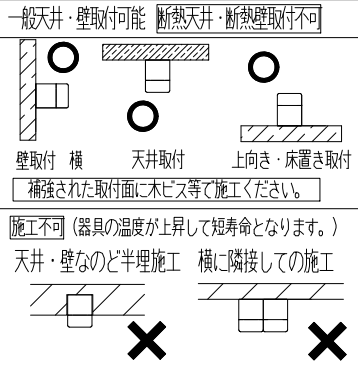 一般天井・壁取付可能 断熱天井・断熱壁取付不可
壁取付 横 天井取付 上向き・床置き取付
補強された取付面に木ビス等で施工ください。
施工不可 (器具の温度が上昇して短寿命となります。)
天井・壁なのど半埋施工 横に隣接しての施工